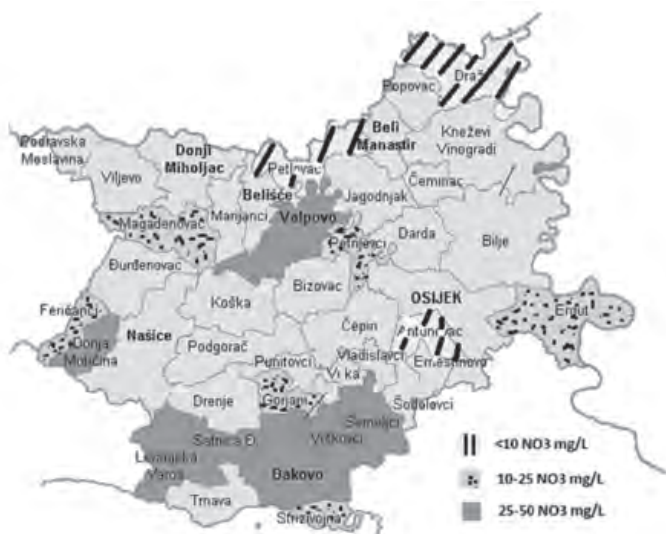 Draž
Popovac
Beli
Manastir
Kneževi
Vinogradi
Podravska
Moslavina
Donji
Miholjac
Viljevo
Petlovac
Čeminac
Belišće
Jagodnjak
Magadenovac
Marijanci
Valpovo
Petrijevci
Darda
Bilje
Đurđenovac
Bizovac
Koška
OSIJEK
Feričanci
Erdut
Našice
Čepin
Antunovac
Donja
Motičina
Podgorač
Punitovci
Vladislavci
Ernestinovo
Vuka
Drenje
Gorjani
Šodolovci
Semeljci
Satnica Đ.
Viškovci
Levanjska
Varoš
Đakovo
Trnava
Strizivojna
<10 NO3 mg/L
10-25 NO3 mg/L
25-50 NO3 mg/L